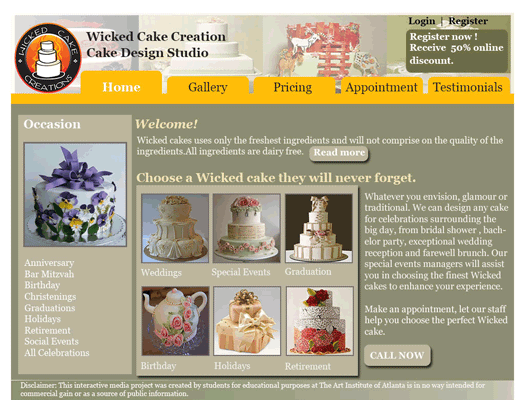 WICKED CAKE
CREATIONS
Wicked Cake Creation
Cake Design Studio
Login | Register
Register now !
Receive 50% online
discount.
Home
Gallery
Pricing
Appointment
Testimonials
Occasion
Anniversary
Bar Mitzvah
Birthday
Christenings
Graduations
Holidays
Retirement
Social Events
All Celebrations
Welcome!
Wicked cakes uses only the freshest ingredients and will not comprise on the quality of the
ingredients.All ingredients are dairy free. Read more
Choose a Wicked cake they will never forget.
Weddings
Special Events
Graduation
Birthday
Holidays
Retirement
Whatever you envision, glamour or
traditional. We can design any cake
for celebrations surrounding the
big day, from bridal shower , bach-
elor party, exceptional wedding
reception and farewell brunch. Our
special events managers will assist
you in choosing the finest Wicked
cakes to enhance your experience.
Make an appointment, let our staff
help you choose the perfect Wicked
cake.
CALL NOW
Disclaimer: This interactive media project was created by students for educational purposes at The Art Institute of Atlanta is in no way intended for
commercial gain or as a source of public information.